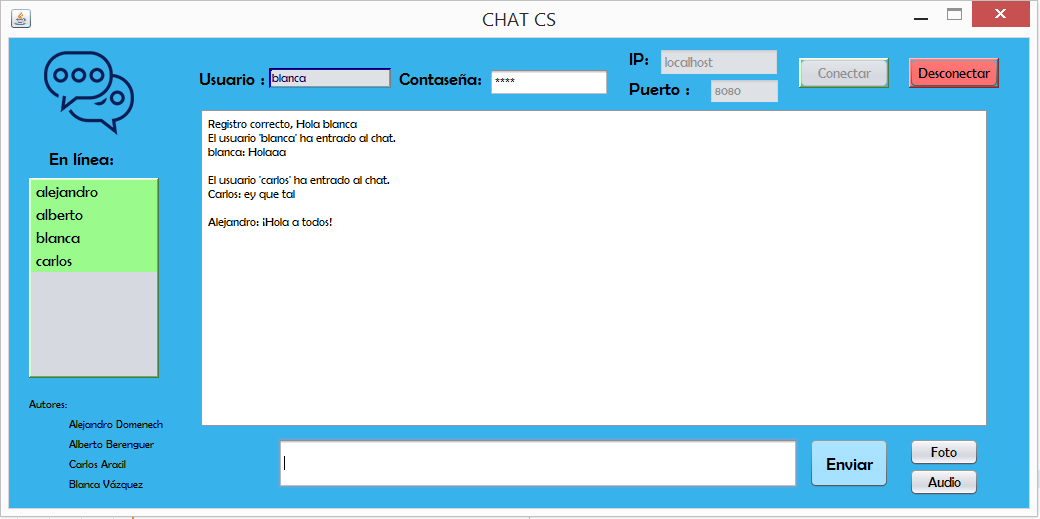 CHAT CS
Usuario : blanca Contaseña: **** IP: localhost
Puerto : 8080
Conectar Desconectar
En línea:
alejandro
alberto
blanca
carlos
Registro correcto, Hola blanca
El usuario 'blanca' ha entrado al chat.
blanca: Holaaa
El usuario 'carlos' ha entrado al chat.
Carlos: ey que tal
Alejandro: ¡Hola a todos!
Autores:
Alejandro Domenech
Alberto Berenguer
Carlos Aracil
Blanca Vázquez
Enviar
Foto
Audio